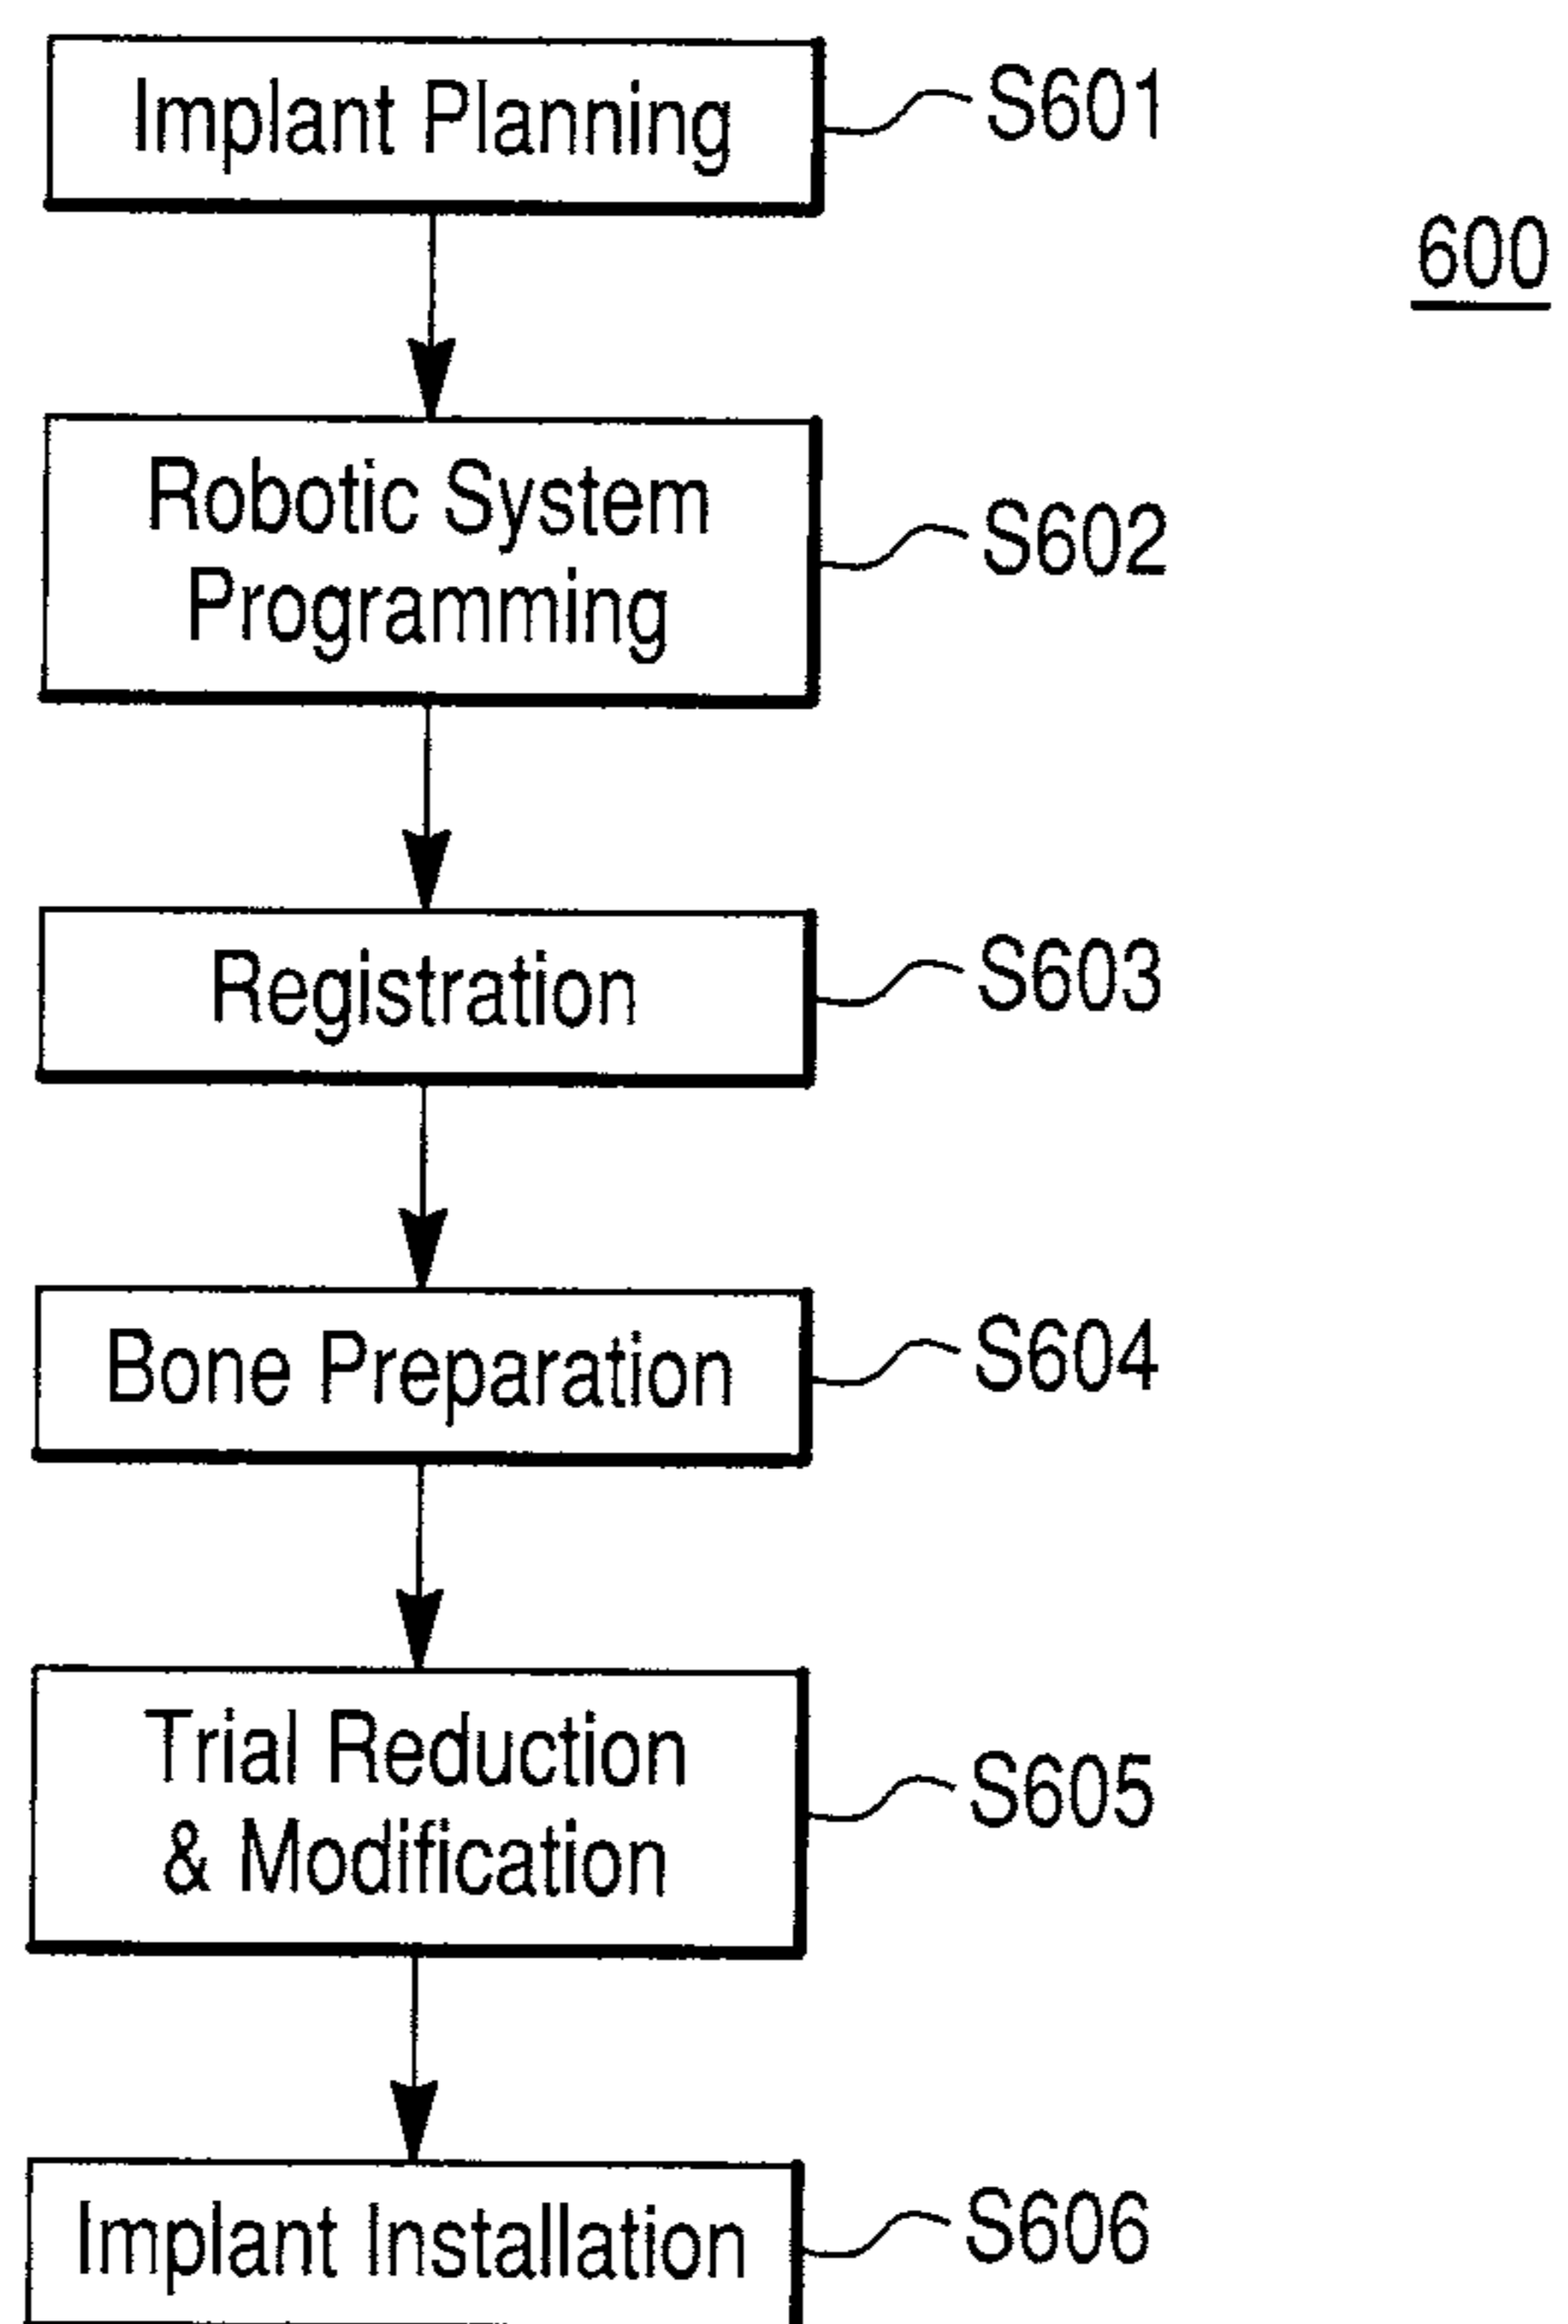 Implant Planning
S601
600
Robotic System
Programming
S602
Registration
S603
Bone Preparation
S604
Trial Reduction
& Modification
S605
Implant Installation
S606